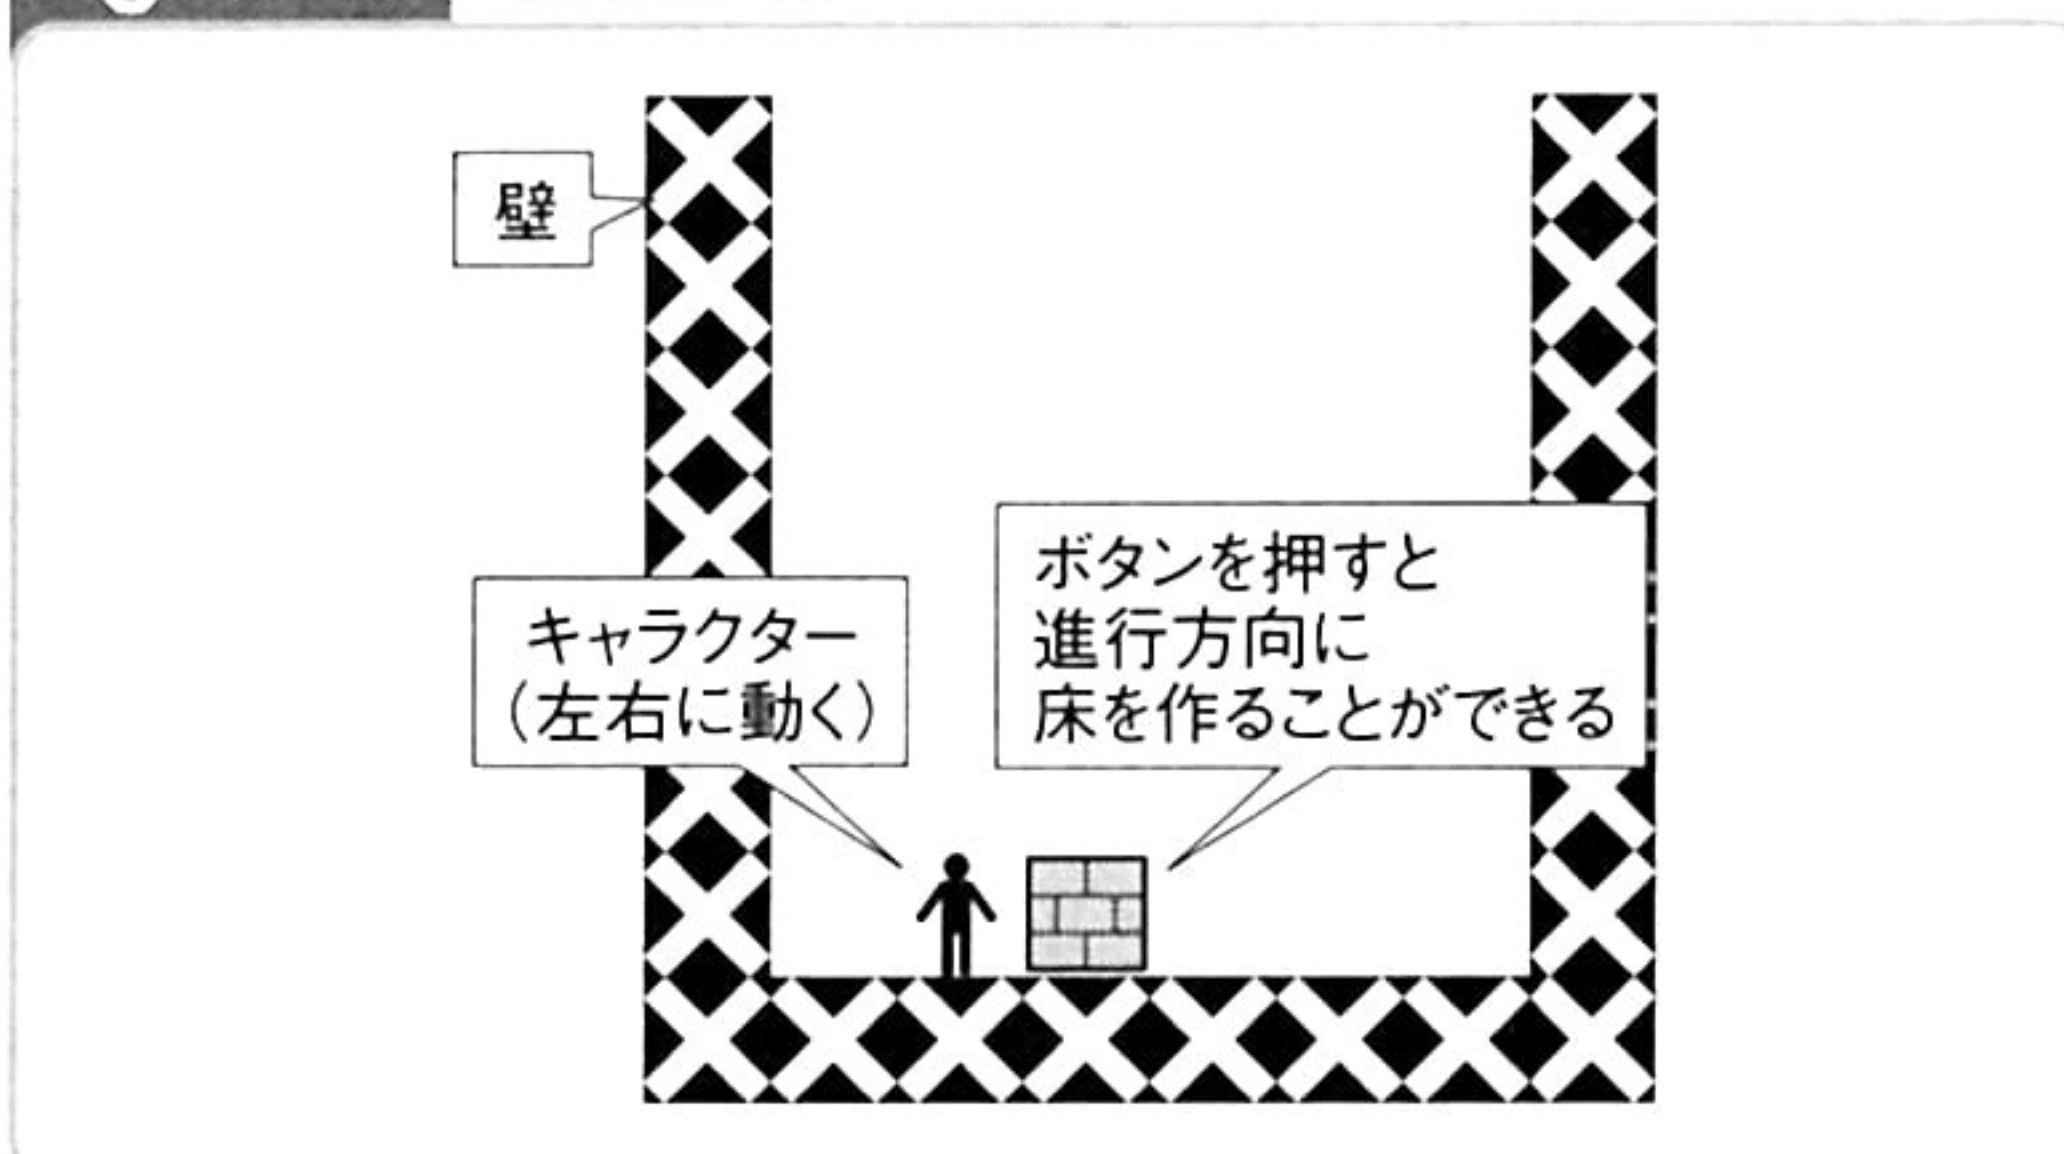 壁
キャラクター
(左右に動く)
ボタンを押すと
進行方向に
床を作ることができる